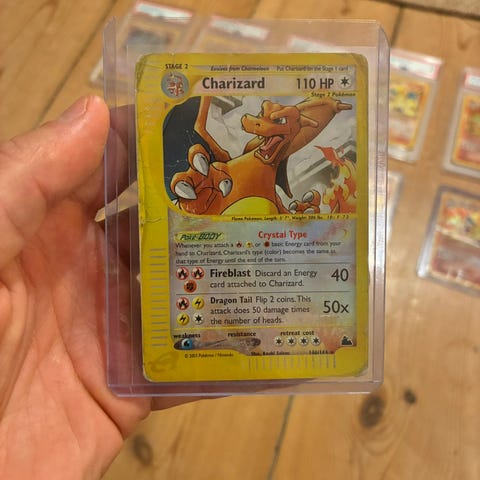 STAGE 2
Evolves from Charmeleon
Put Charizard on the Stage 1 card
Charizard 110 HP
Stage 2 Pokémon
Flame Pokémon. Length: 5' 7", Weight: 200 lbs.
Poké-BODY
Crystal Type
Whenever you attach a , , or basic Energy card from your
hand to Charizard, Charizard's type (color) becomes the same as
that type of Energy until the end of the turn.
Fireblast Discard an Energy
card attached to Charizard. 40
Dragon Tail Flip 2 coins. This
attack does 50 damage times
the number of heads. 50x
weakness resistance retreat cost
146/144
© 2003 Pokémon / Nintendo